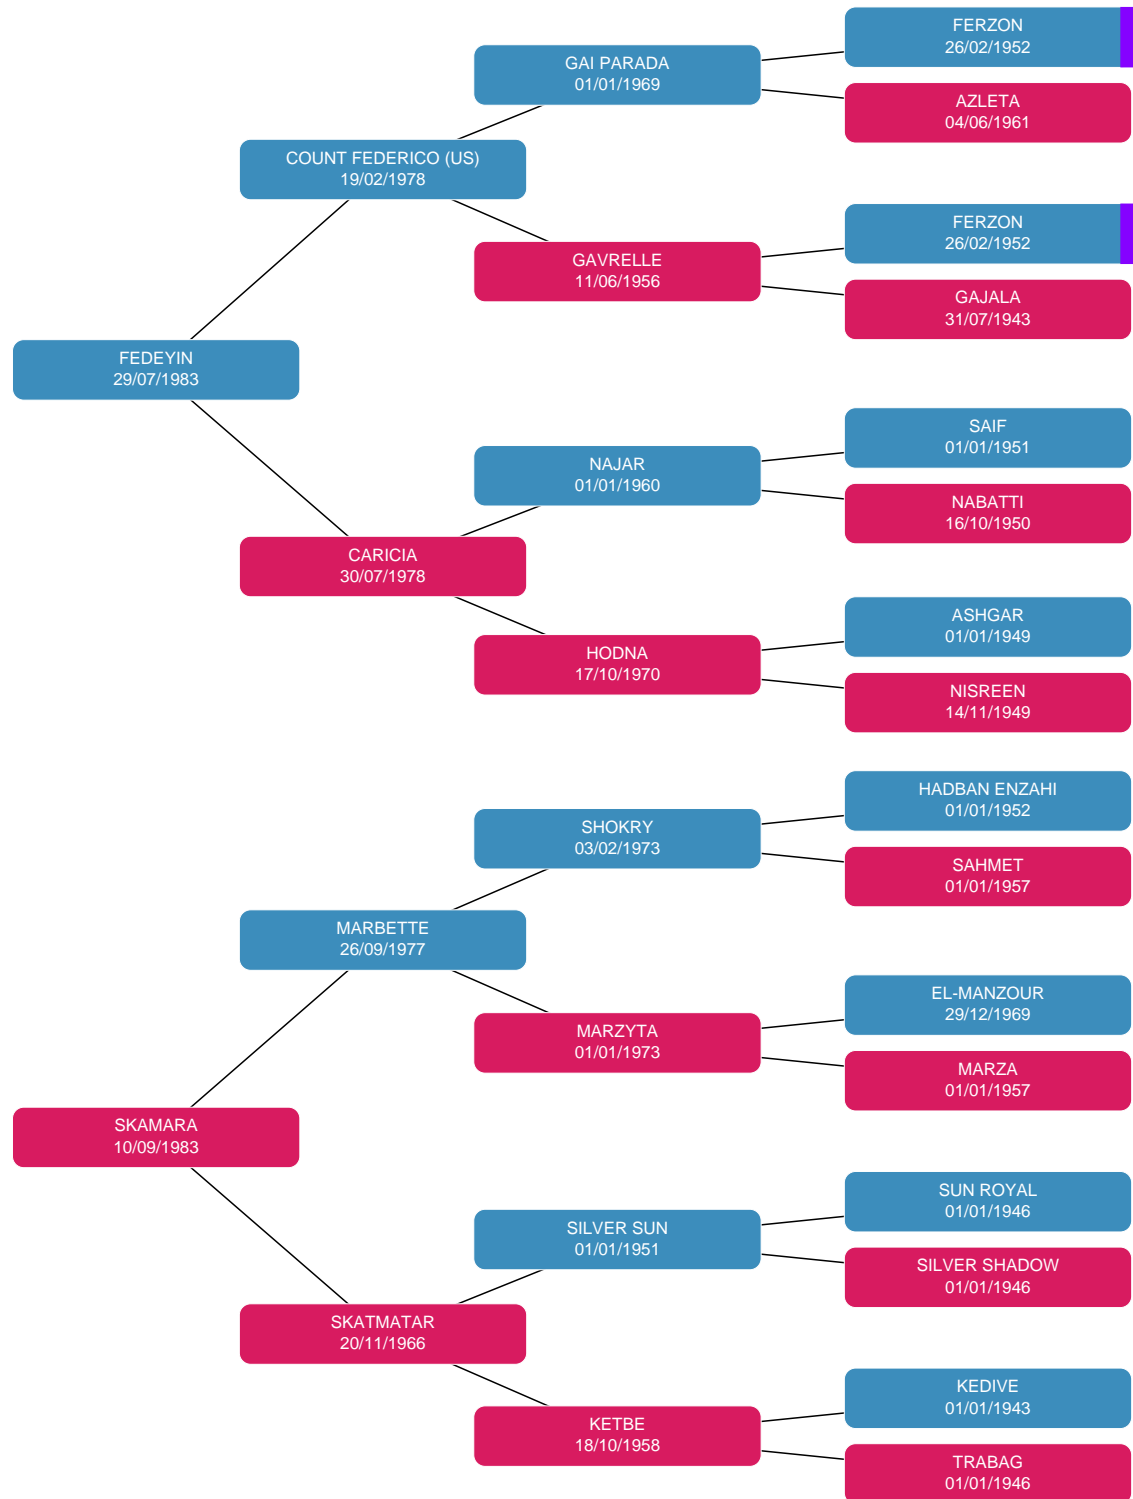 FERZON
26/02/1952
GAI PARADA
01/01/1969
AZLETA
04/06/1961
COUNT FEDERICO (US)
19/02/1978
FERZON
26/02/1952
GAVRELLE
11/06/1956
GAJALA
31/07/1943
FEDEYIN
29/07/1983
SAIF
01/01/1951
NAJAR
01/01/1960
NABATTI
16/10/1950
CARICIA
30/07/1978
ASHGAR
01/01/1949
HODNA
17/10/1970
NISREEN
14/11/1949
HADBAN ENZAHI
01/01/1952
SHOKRY
03/02/1973
SAHMET
01/01/1957
MARBETTE
26/09/1977
EL-MANZOUR
29/12/1969
MARZYTA
01/01/1973
MARZA
01/01/1957
SKAMARA
10/09/1983
SUN ROYAL
01/01/1946
SILVER SUN
01/01/1951
SILVER SHADOW
01/01/1946
SKATMATAR
20/11/1966
KEDIVE
01/01/1943
KETBE
18/10/1958
TRABAG
01/01/1946